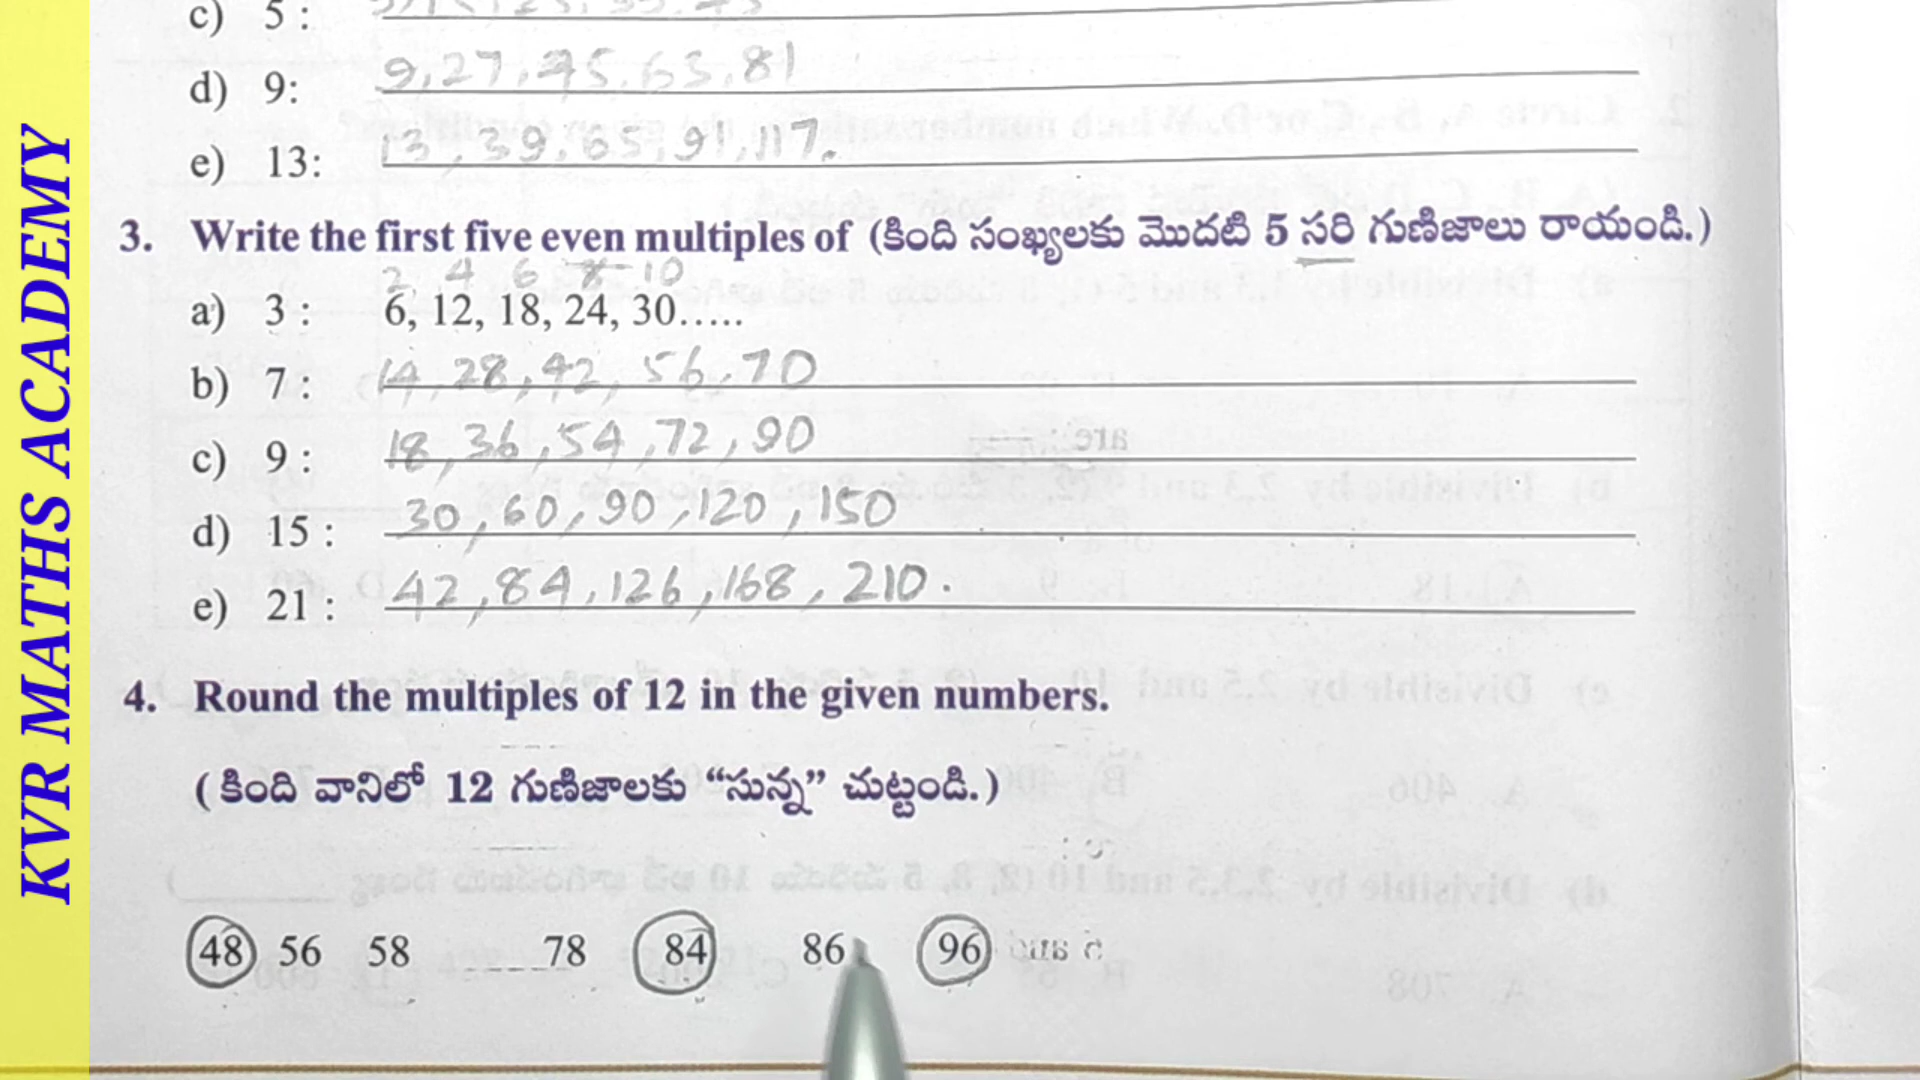 KVR MATHS ACADEMY
c) 5 :
d) 9: 9, 27, 45, 63, 81
e) 13: 13, 39, 65, 91, 117.
3. Write the first five even multiples of (కింది సంఖ్యలకు మొదటి 5 సరి గుణిజాలు రాయండి.)
2 4 6 8 10
a) 3 : 6, 12, 18, 24, 30.....
b) 7 : 14, 28, 42, 56, 70
c) 9 : 18, 36, 54, 72, 90
d) 15 : 30, 60, 90, 120, 150
e) 21 : 42, 84, 126, 168, 210.
4. Round the multiples of 12 in the given numbers.
( కింది వానిలో 12 గుణిజాలకు “సున్న” చుట్టండి.)
48 56 58 78 84 86 96